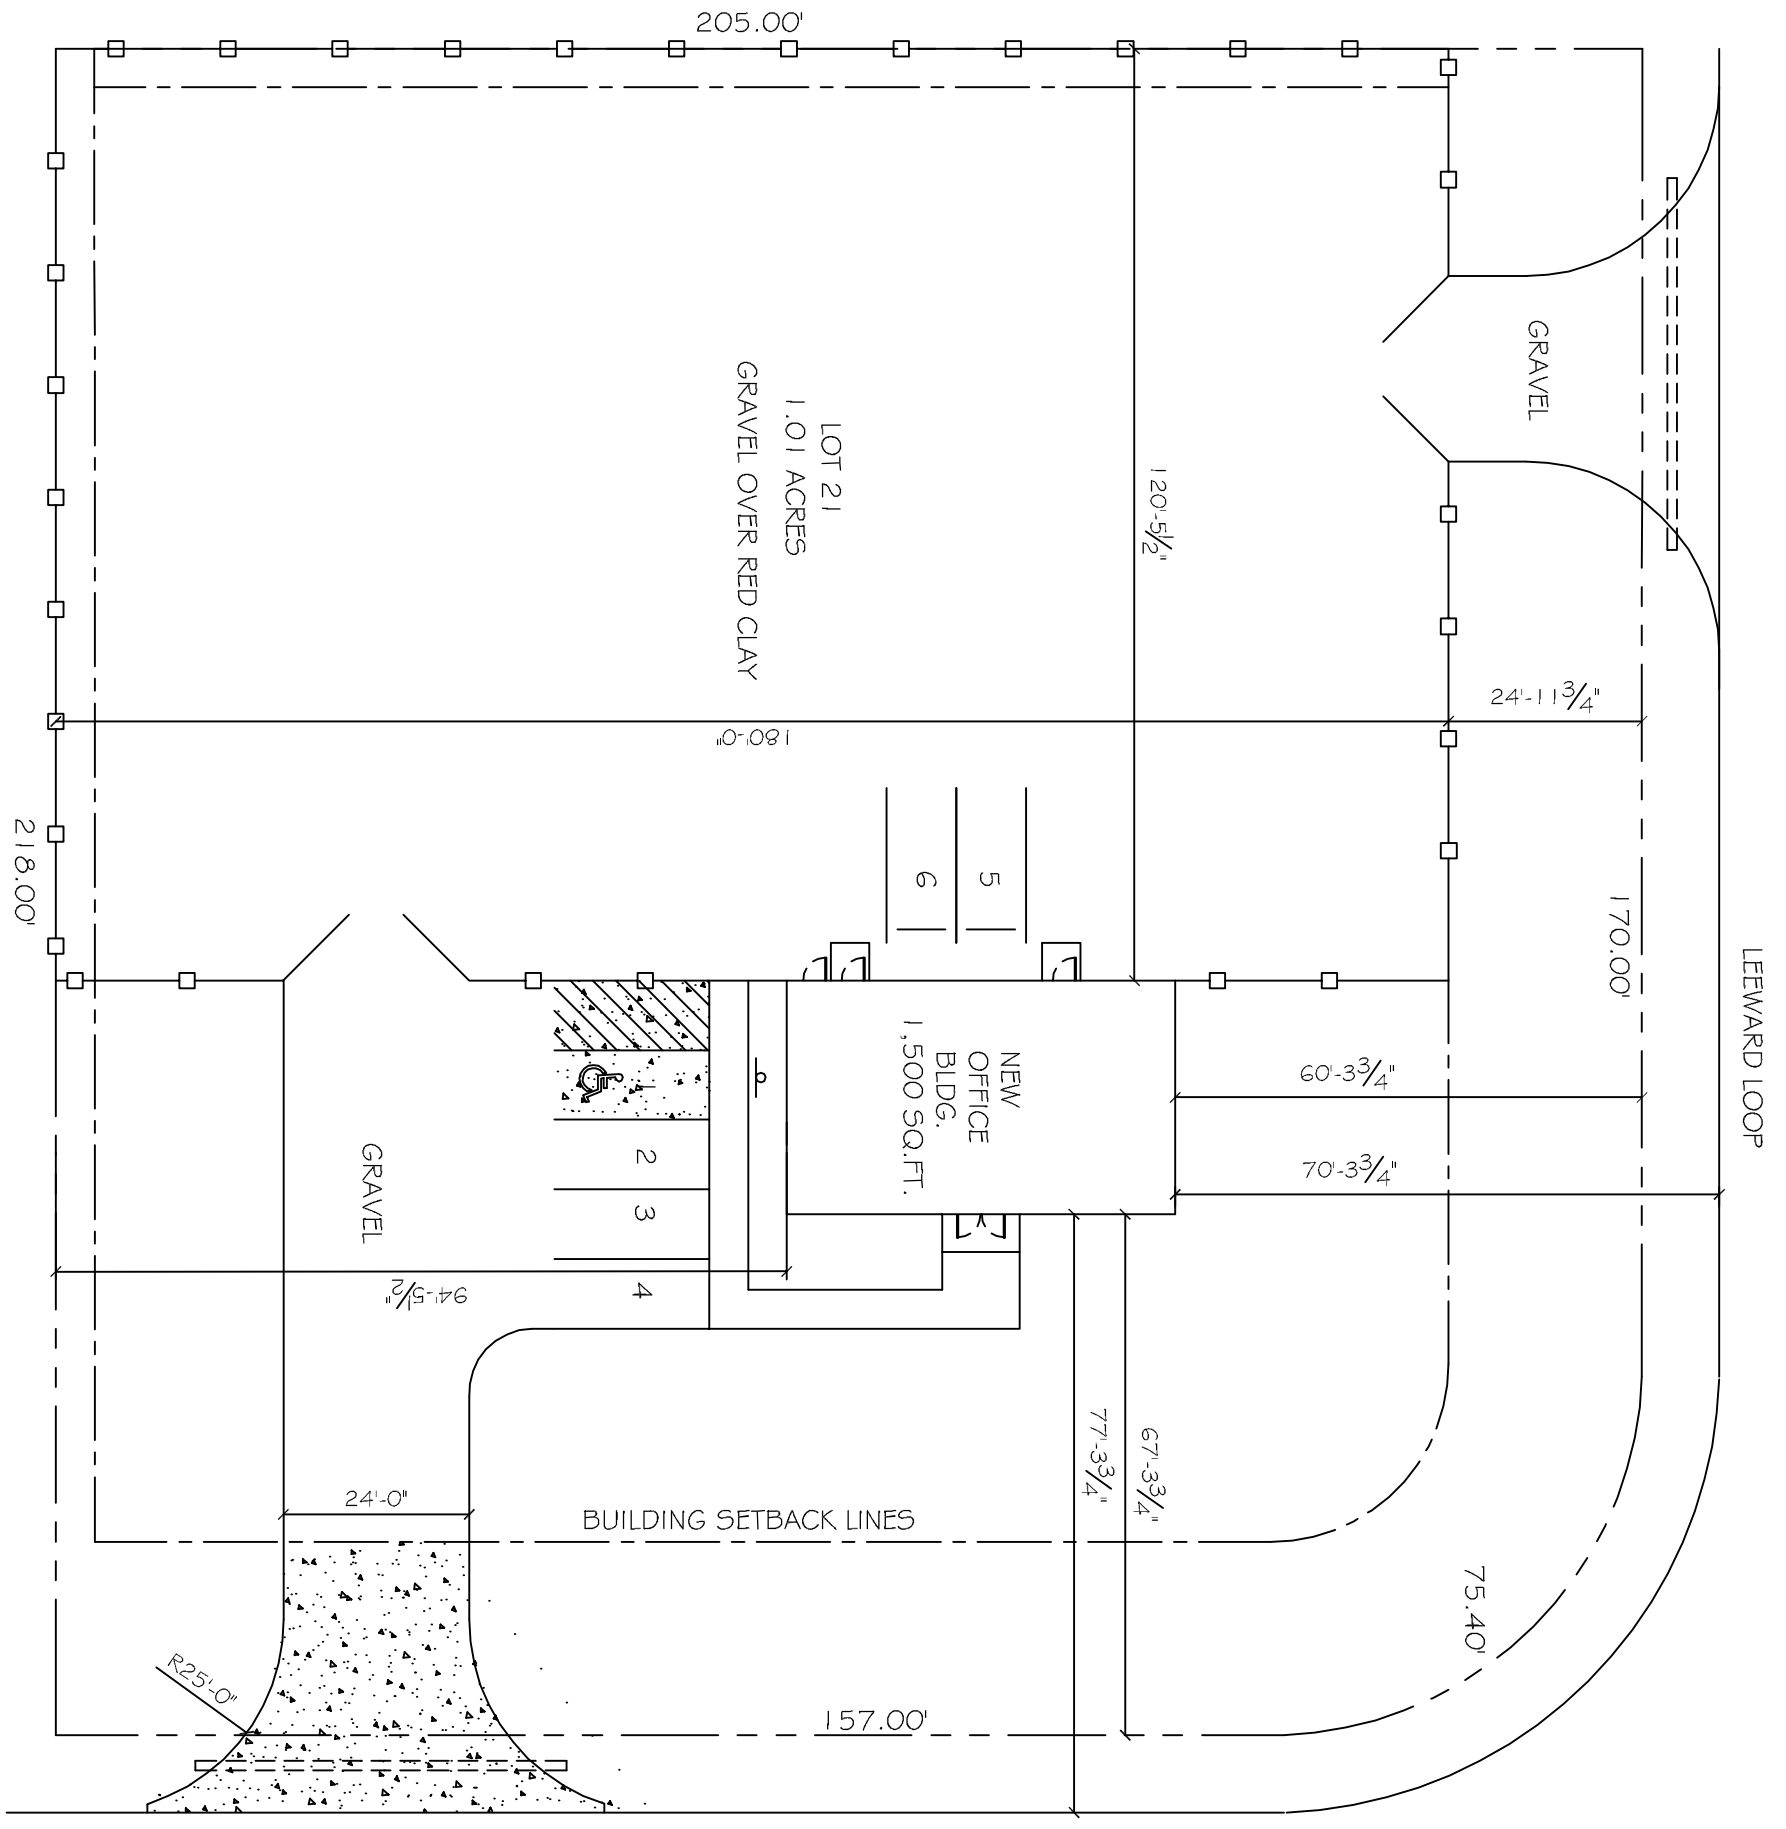 205.00'
GRAVEL
LOT 21
1.01 ACRES
GRAVEL OVER RED CLAY
120'-5½"
24'-11¾"
180'-0"
218.00'
170.00'
LEEWARD LOOP
5
6
NEW
OFFICE
BLDG.
1,500 SQ.FT.
60'-3¾"
70'-3¾"
1
2
3
4
GRAVEL
94'-5½"
77'-3¾"
67'-3¾"
24'-0"
BUILDING SETBACK LINES
75.40'
R25'-0"
157.00'